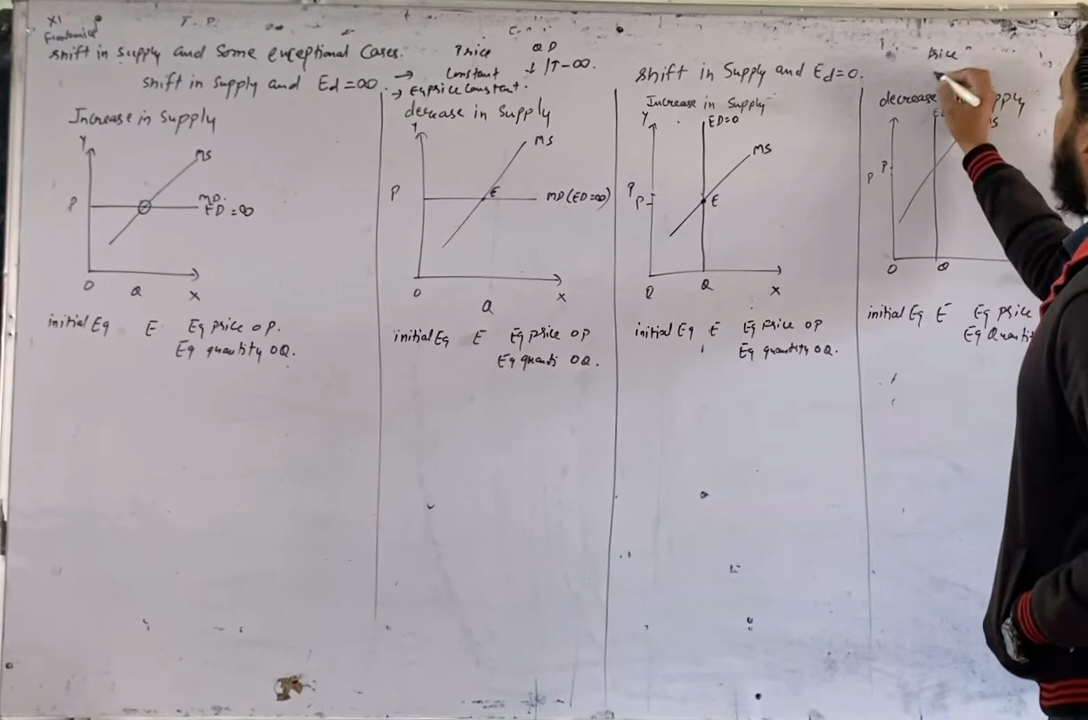 XI
Economics
T. P.
shift in supply and some exceptional Cases.
shift in supply and Ed = ∞
Price
Q D
→ Constant
↓ /↑ - ∞.
→ Eq price constant.
shift in Supply and Ed = 0.
Price
Increase in Supply
Y
MS
P
MD.
ED = ∞
O
Q
X
initial Eq E Eq price OP.
Eq quantity OQ.
decrease in Supply
Y
MS
P
E
MD (ED = ∞)
O
Q
X
initial Eq E Eq price OP
Eq quanti OQ.
Increase in Supply
Y
ED = 0
MS
P
P
E
O
Q
X
initial Eq E Eq Price OP
Eq quantity OQ.
decrease
P
P
O
Q
initial Eq E Eq price
Eq Quanti